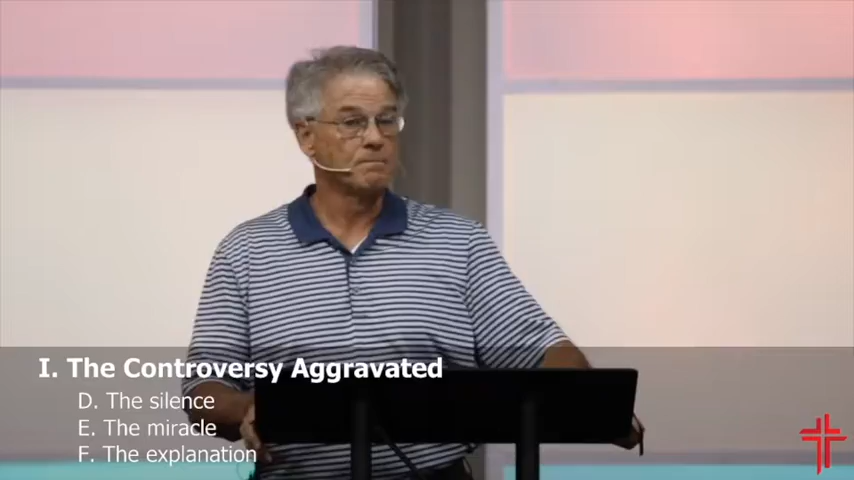 I. The Controversy Aggravated
D. The silence
E. The miracle
F. The explanation